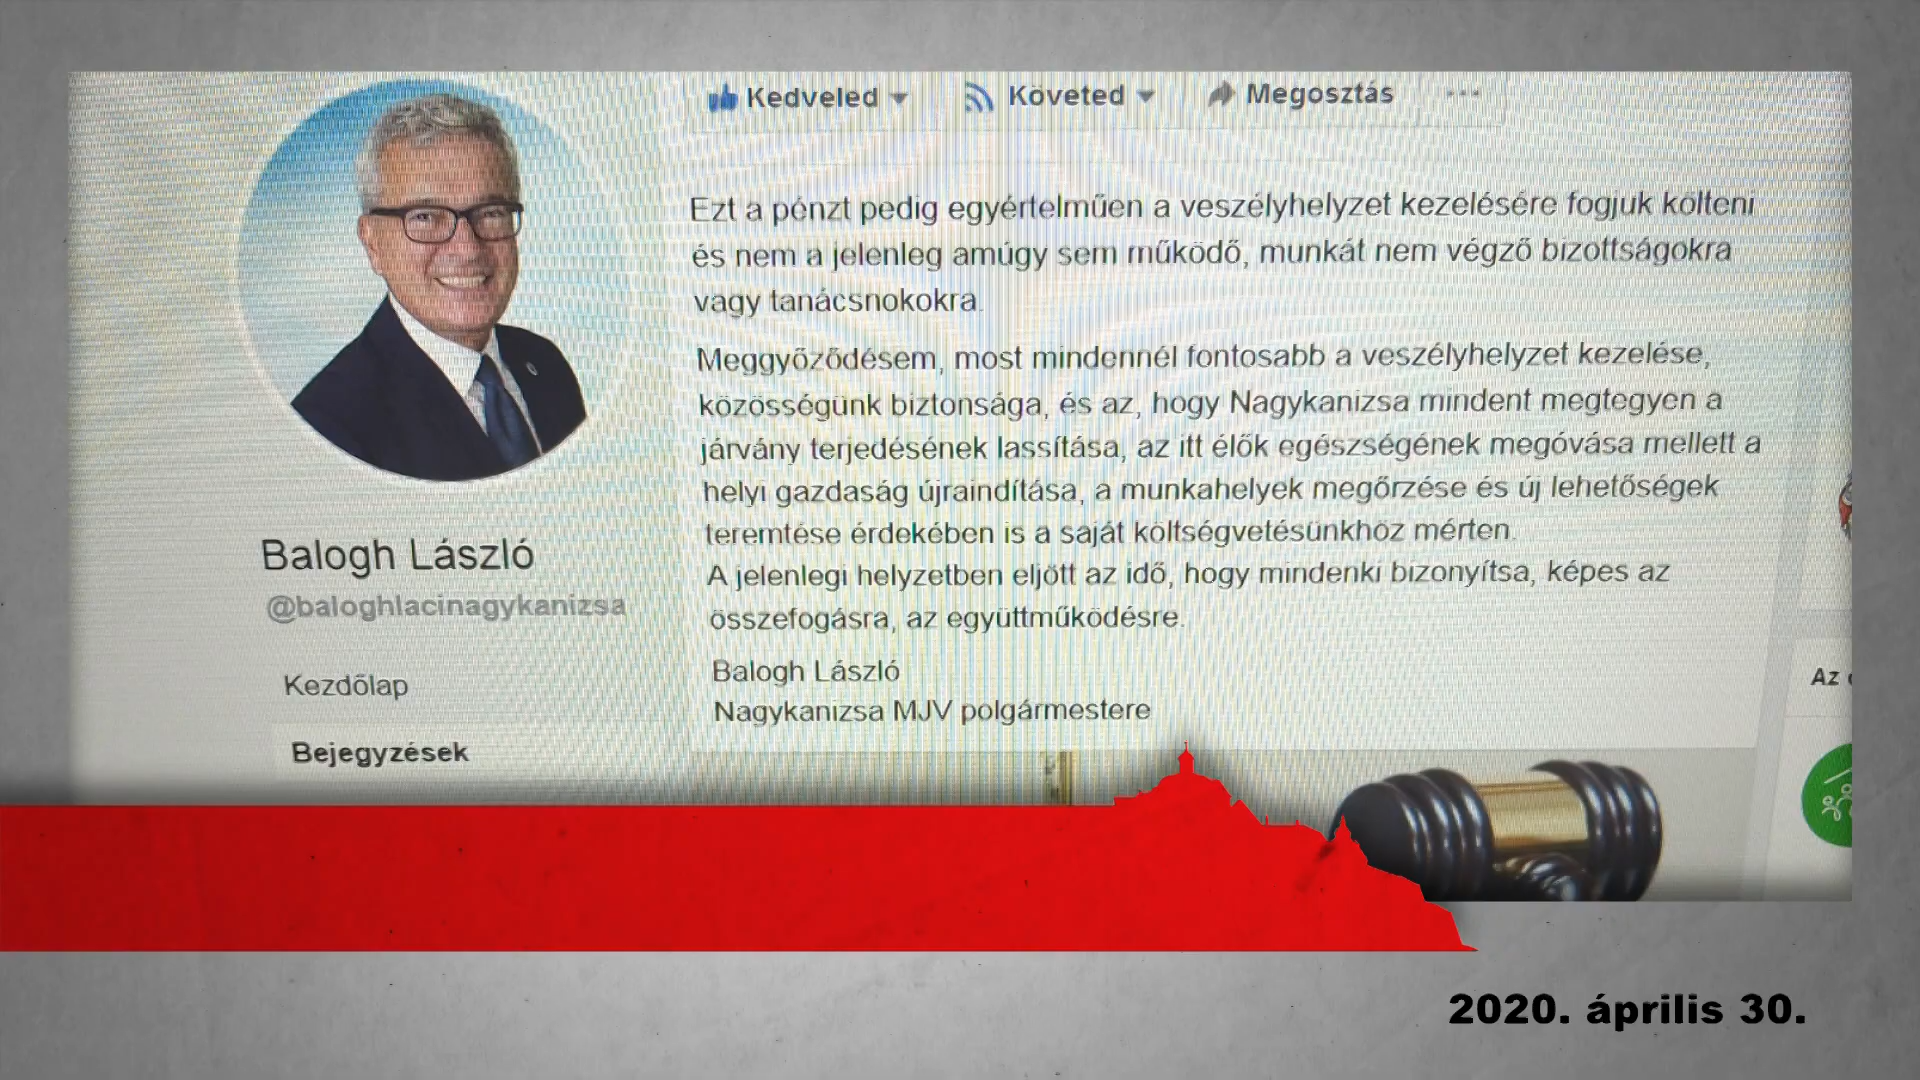 Kedveled
Követed
Megosztás
Ezt a pénzt pedig egyértelműen a veszélyhelyzet kezelésére fogjuk költeni
és nem a jelenleg amúgy sem működő, munkát nem végző bizottságokra
vagy tanácsnokokra.
Meggyőződésem, most mindennél fontosabb a veszélyhelyzet kezelése,
közösségünk biztonsága, és az, hogy Nagykanizsa mindent megtegyen a
járvány terjedésének lassítása, az itt élők egészségének megóvása mellett a
helyi gazdaság újraindítása, a munkahelyek megőrzése és új lehetőségek
teremtése érdekében is a saját költségvetésünkhöz mérten.
A jelenlegi helyzetben eljött az idő, hogy mindenki bizonyítsa, képes az
összefogásra, az együttműködésre.
Balogh László
Nagykanizsa MJV polgármestere
Balogh László
@baloghlacinagykanizsa
Kezdőlap
Bejegyzések
Az
2020. április 30.